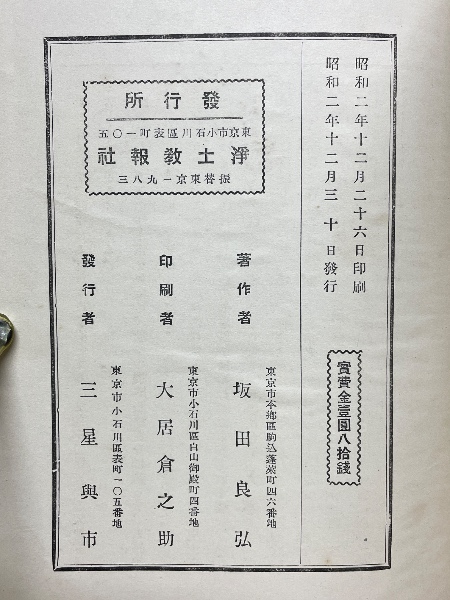 昭和二年十二月二十六日印刷
昭和二年十二月三十日發行
實費金壹圓八拾錢
東京市本鄕區駒込蓬萊町四六番地
著作者　坂田良弘
東京市小石川區白山御殿町四番地
印刷者　大居倉之助
東京市小石川區表町一〇五番地
發行者　三星與市
發行所
東京市小石川區表町一〇五
淨土敎報社
振替東京一九八三